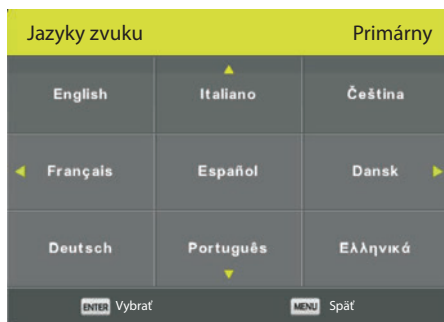 Jazyky zvuku Primárny
English Italiano Čeština
Français Español Dansk
Deutsch Português Ελληνικά
ENTER Vybrať MENU Späť